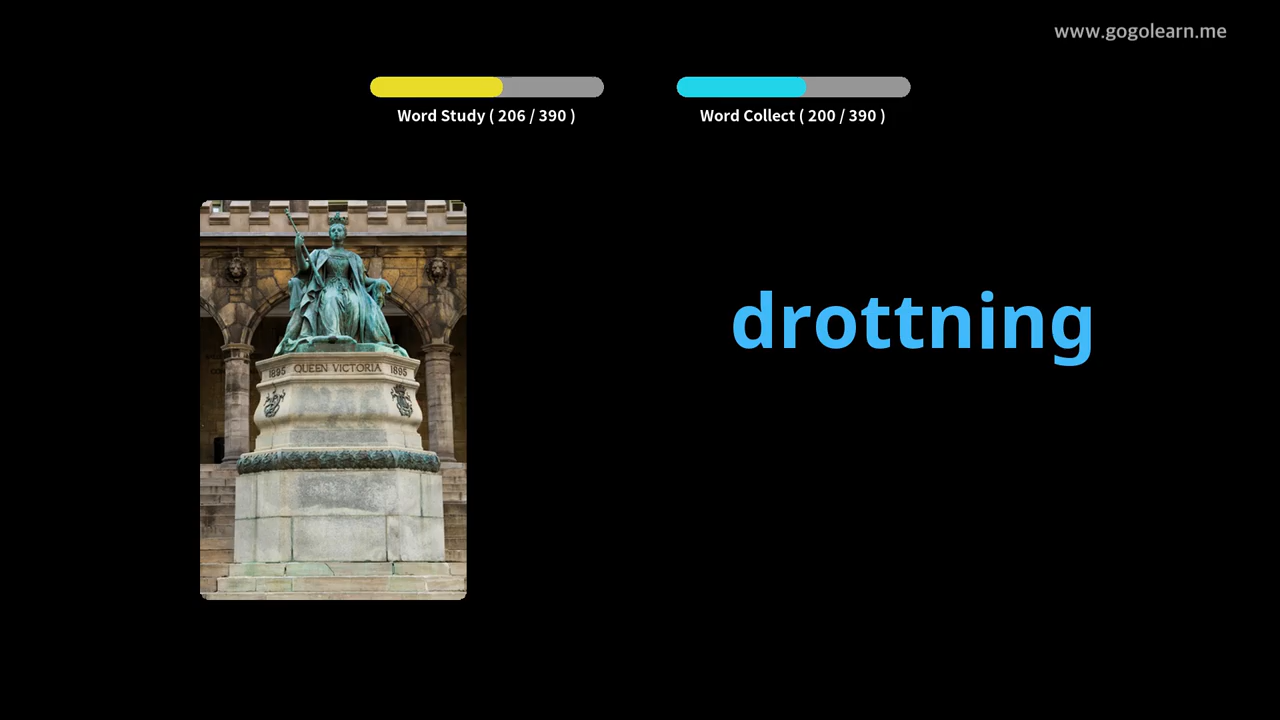 www.gogolearn.me
Word Study ( 206 / 390 )
Word Collect ( 200 / 390 )
drottning
1895 QUEEN VICTORIA 1895